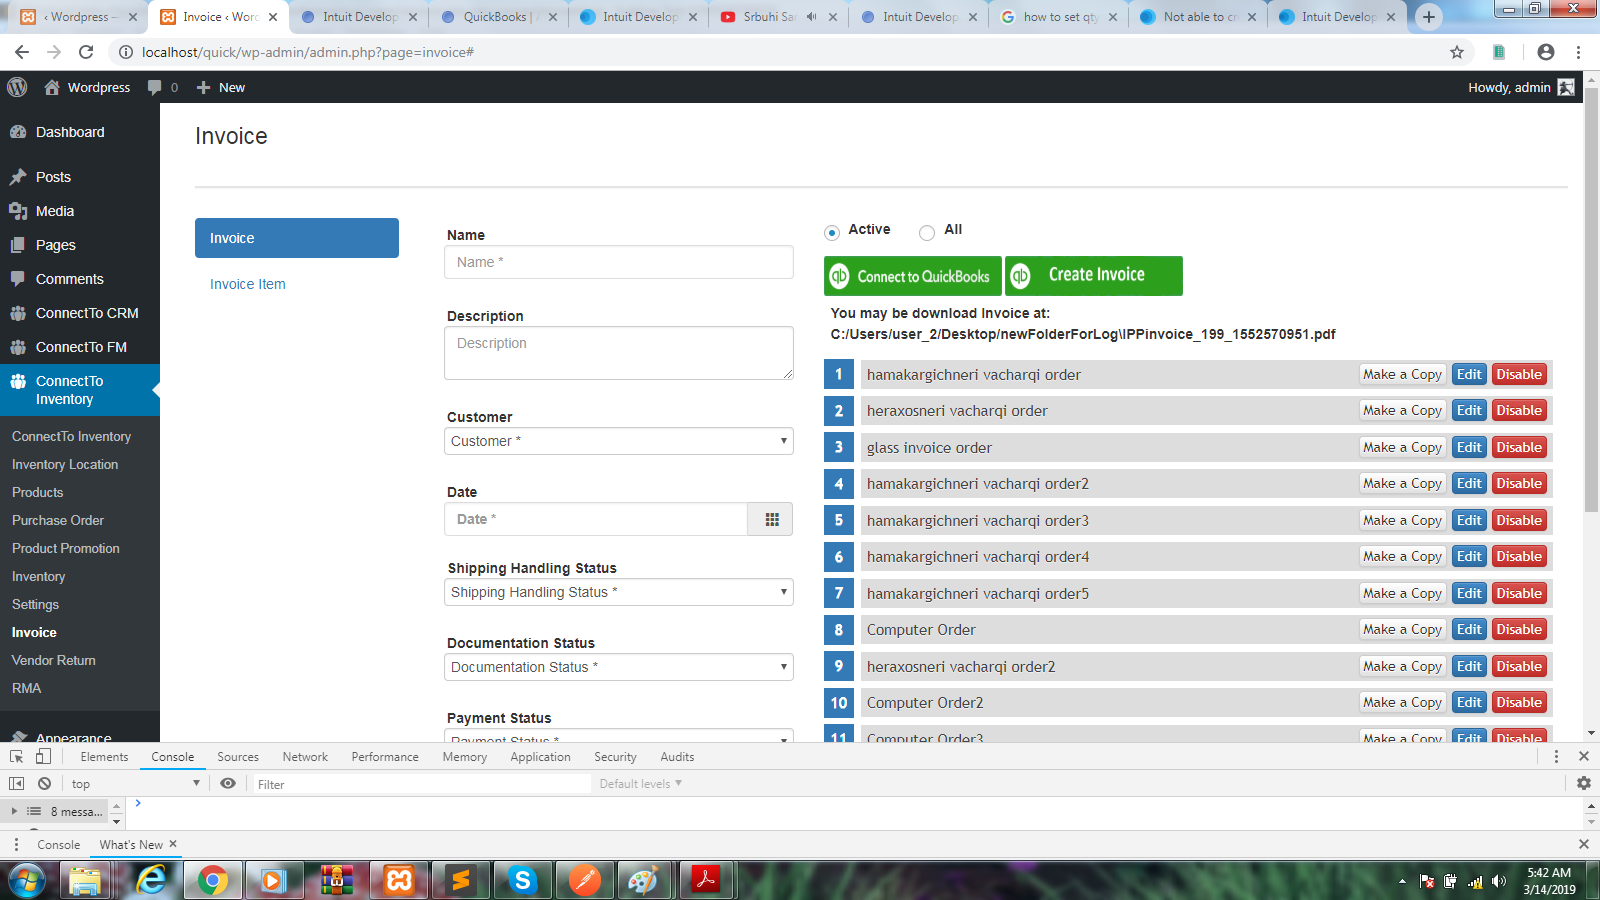 ‹ Wordpress —
Invoice ‹ Word
Intuit Develop
QuickBooks | A
Intuit Develop
Srbuhi Sa
Intuit Develop
how to set qty
Not able to cr
Intuit Develop
localhost/quick/wp-admin/admin.php?page=invoice#
Wordpress
0
New
Howdy, admin
Dashboard
Posts
Media
Pages
Comments
ConnectTo CRM
ConnectTo FM
ConnectTo
Inventory
ConnectTo Inventory
Inventory Location
Products
Purchase Order
Product Promotion
Inventory
Settings
Invoice
Vendor Return
RMA
Appearance
Invoice
Invoice
Invoice Item
Name
Name *
Description
Description
Customer
Customer *
Date
Date *
Shipping Handling Status
Shipping Handling Status *
Documentation Status
Documentation Status *
Payment Status
Payment Status *
Active
All
qb Connect to QuickBooks
qb Create Invoice
You may be download Invoice at:
C:/Users/user_2/Desktop/newFolderForLog\IPPinvoice_199_1552570951.pdf
1 hamakargichneri vacharqi order Make a Copy Edit Disable
2 heraxosneri vacharqi order Make a Copy Edit Disable
3 glass invoice order Make a Copy Edit Disable
4 hamakargichneri vacharqi order2 Make a Copy Edit Disable
5 hamakargichneri vacharqi order3 Make a Copy Edit Disable
6 hamakargichneri vacharqi order4 Make a Copy Edit Disable
7 hamakargichneri vacharqi order5 Make a Copy Edit Disable
8 Computer Order Make a Copy Edit Disable
9 heraxosneri vacharqi order2 Make a Copy Edit Disable
10 Computer Order2 Make a Copy Edit Disable
11 Computer Order3 Make a Copy Edit Disable
Elements Console Sources Network Performance Memory Application Security Audits
top
Filter
Default levels
8 messa...
Console
What's New
5:42 AM
3/14/2019